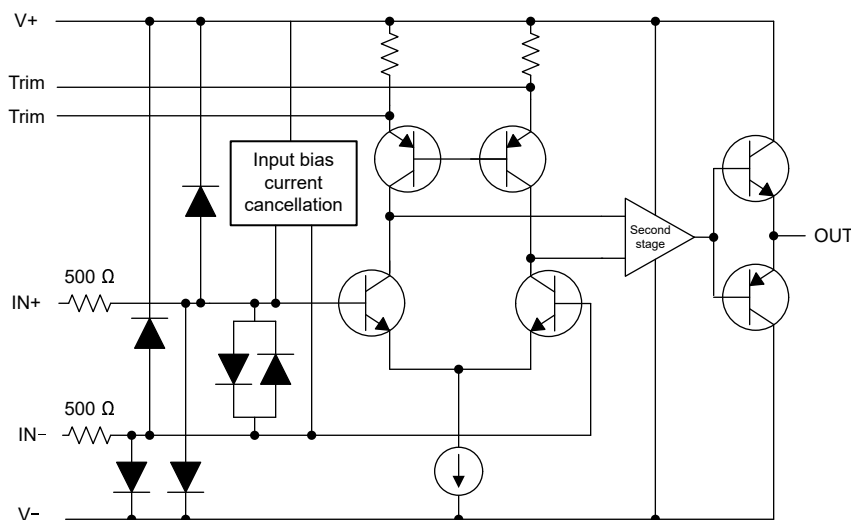 V+
Trim
Trim
Input bias
current
cancellation
Second
stage
OUT
500 Ω
IN+
500 Ω
IN−
V−